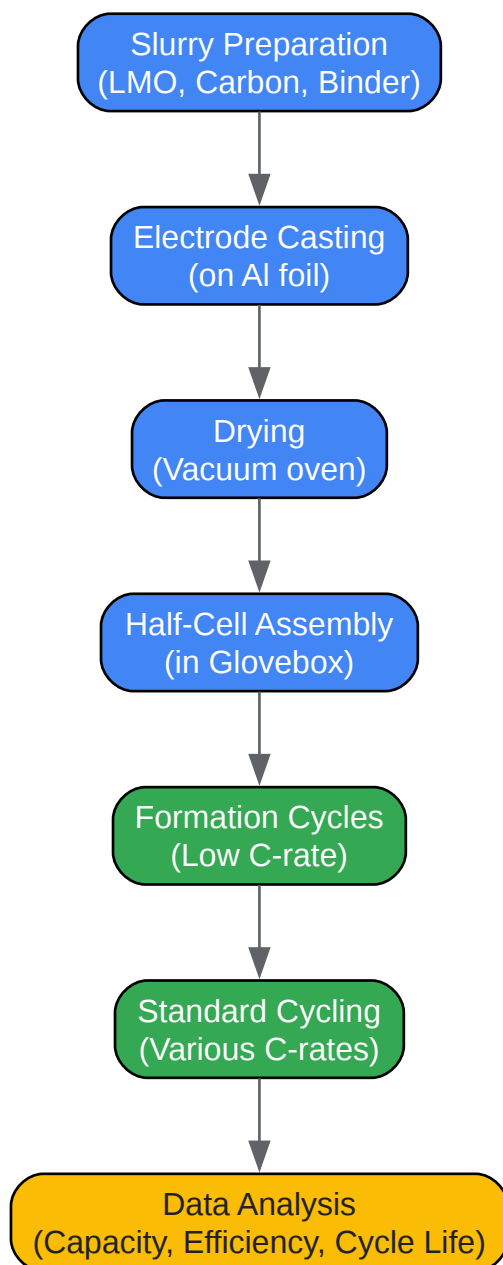 Slurry Preparation
(LMO, Carbon, Binder)
Electrode Casting
(on Al foil)
Drying
(Vacuum oven)
Half-Cell Assembly
(in Glovebox)
Formation Cycles
(Low C-rate)
Standard Cycling
(Various C-rates)
Data Analysis
(Capacity, Efficiency, Cycle Life)